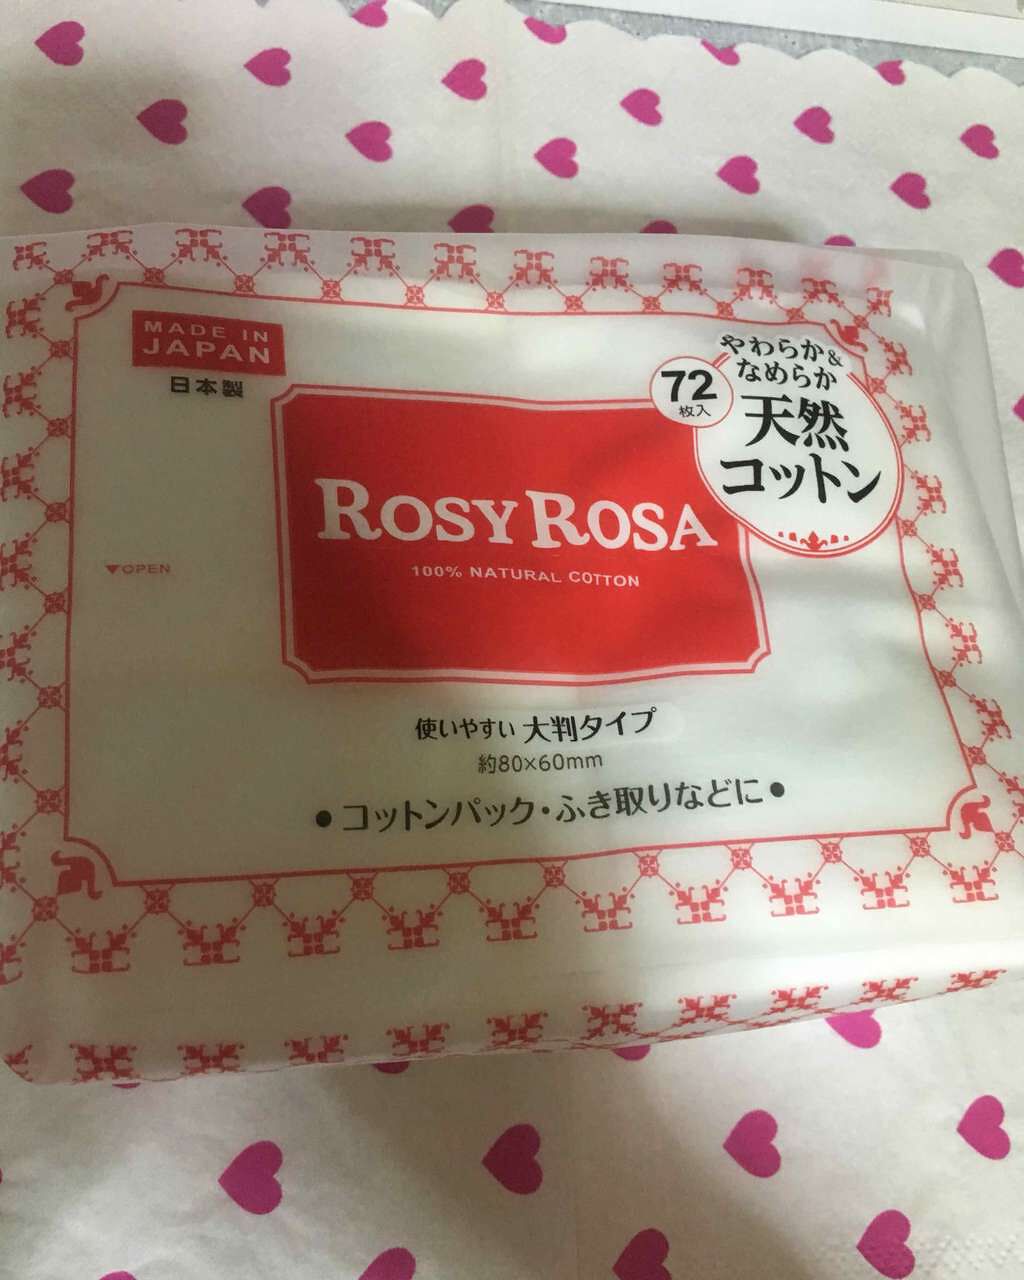 MADE IN
JAPAN
日本製
72
枚入
やわらか&
なめらか
天然
コットン
ROSY ROSA
100% NATURAL COTTON
▼OPEN
使いやすい 大判タイプ
約80×60mm
●コットンパック・ふき取りなどに●